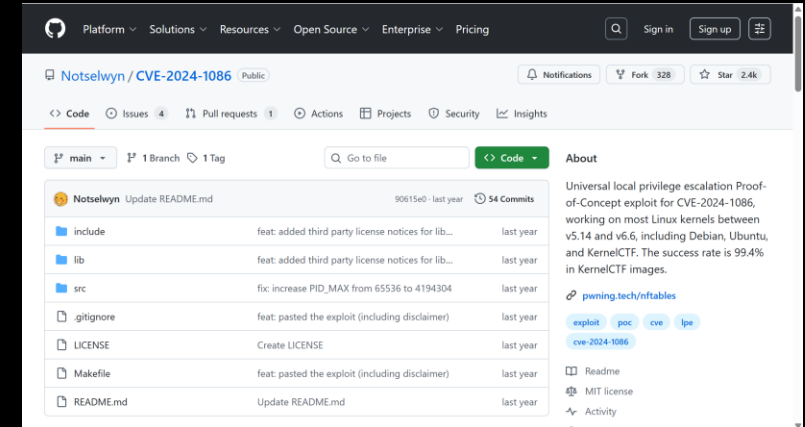 Platform Solutions Resources Open Source Enterprise Pricing Sign in Sign up
Notselwyn / CVE-2024-1086 Public Notifications Fork 328 Star 2.4k
Code Issues 4 Pull requests 1 Actions Projects Security Insights
main 1 Branch 1 Tag Go to file Code
Notselwyn Update README.md 90615e0 · last year 54 Commits
include feat: added third party license notices for lib... last year
lib feat: added third party license notices for lib... last year
src fix: increase PID_MAX from 65536 to 4194304 last year
.gitignore feat: pasted the exploit (including disclaimer) last year
LICENSE Create LICENSE last year
Makefile feat: pasted the exploit (including disclaimer) last year
README.md Update README.md last year
About
Universal local privilege escalation Proof-
of-Concept exploit for CVE-2024-1086,
working on most Linux kernels between
v5.14 and v6.6, including Debian, Ubuntu,
and KernelCTF. The success rate is 99.4%
in KernelCTF images.
pwning.tech/nftables
exploit poc cve lpe
cve-2024-1086
Readme
MIT license
Activity